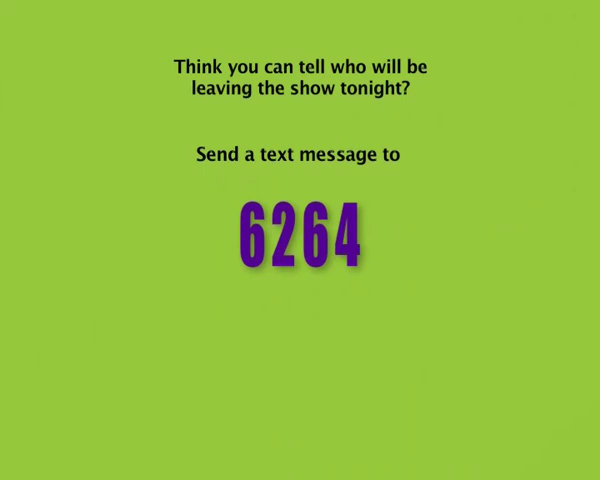 Think you can tell who will be
leaving the show tonight?
Send a text message to
6264